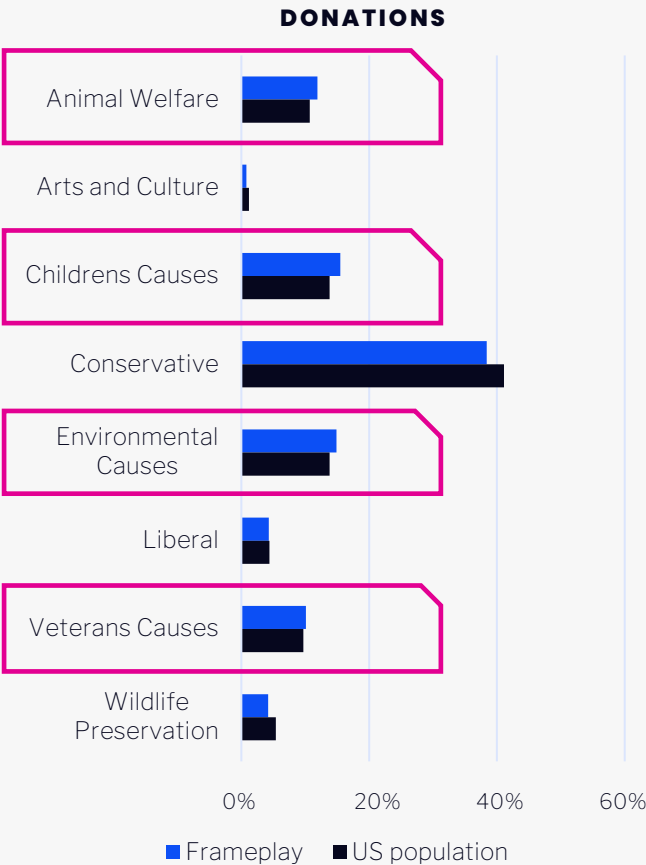 DONATIONS
Animal Welfare
Arts and Culture
Childrens Causes
Conservative
Environmental
Causes
Liberal
Veterans Causes
Wildlife
Preservation
0% 20% 40% 60%
Frameplay US population